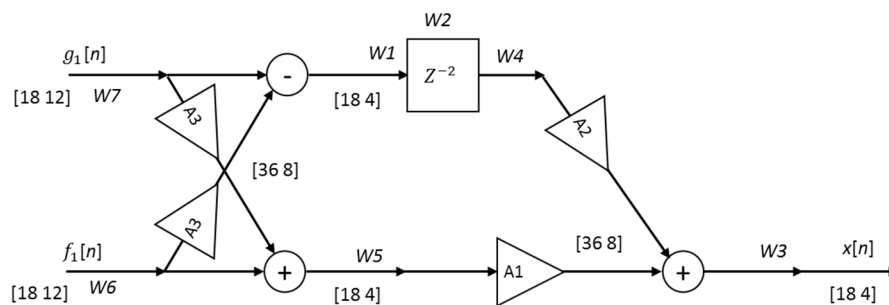 W2
g₁[n]
W1
W4
Z⁻²
-
[18 12]
W7
A3
[18 4]
A2
[36 8]
A3
f₁[n]
W5
[36 8]
W3
x[n]
+
A1
+
[18 12]
W6
[18 4]
[18 4]